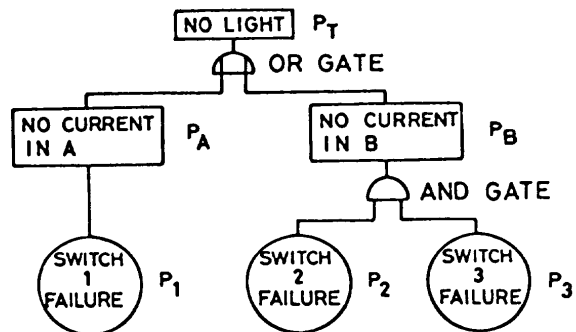 NO LIGHT P_T
OR GATE
NO CURRENT
IN A
P_A
NO CURRENT
IN B
P_B
AND GATE
SWITCH
1
FAILURE
P_1
SWITCH
2
FAILURE
P_2
SWITCH
3
FAILURE
P_3